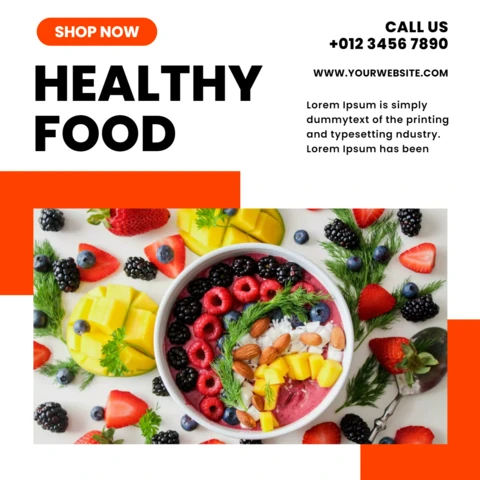 SHOP NOW
HEALTHY
FOOD
CALL US
+012 3456 7890
WWW.YOURWEBSITE.COM
Lorem Ipsum is simply
dummytext of the printing
and typesetting ndustry.
Lorem Ipsum has been